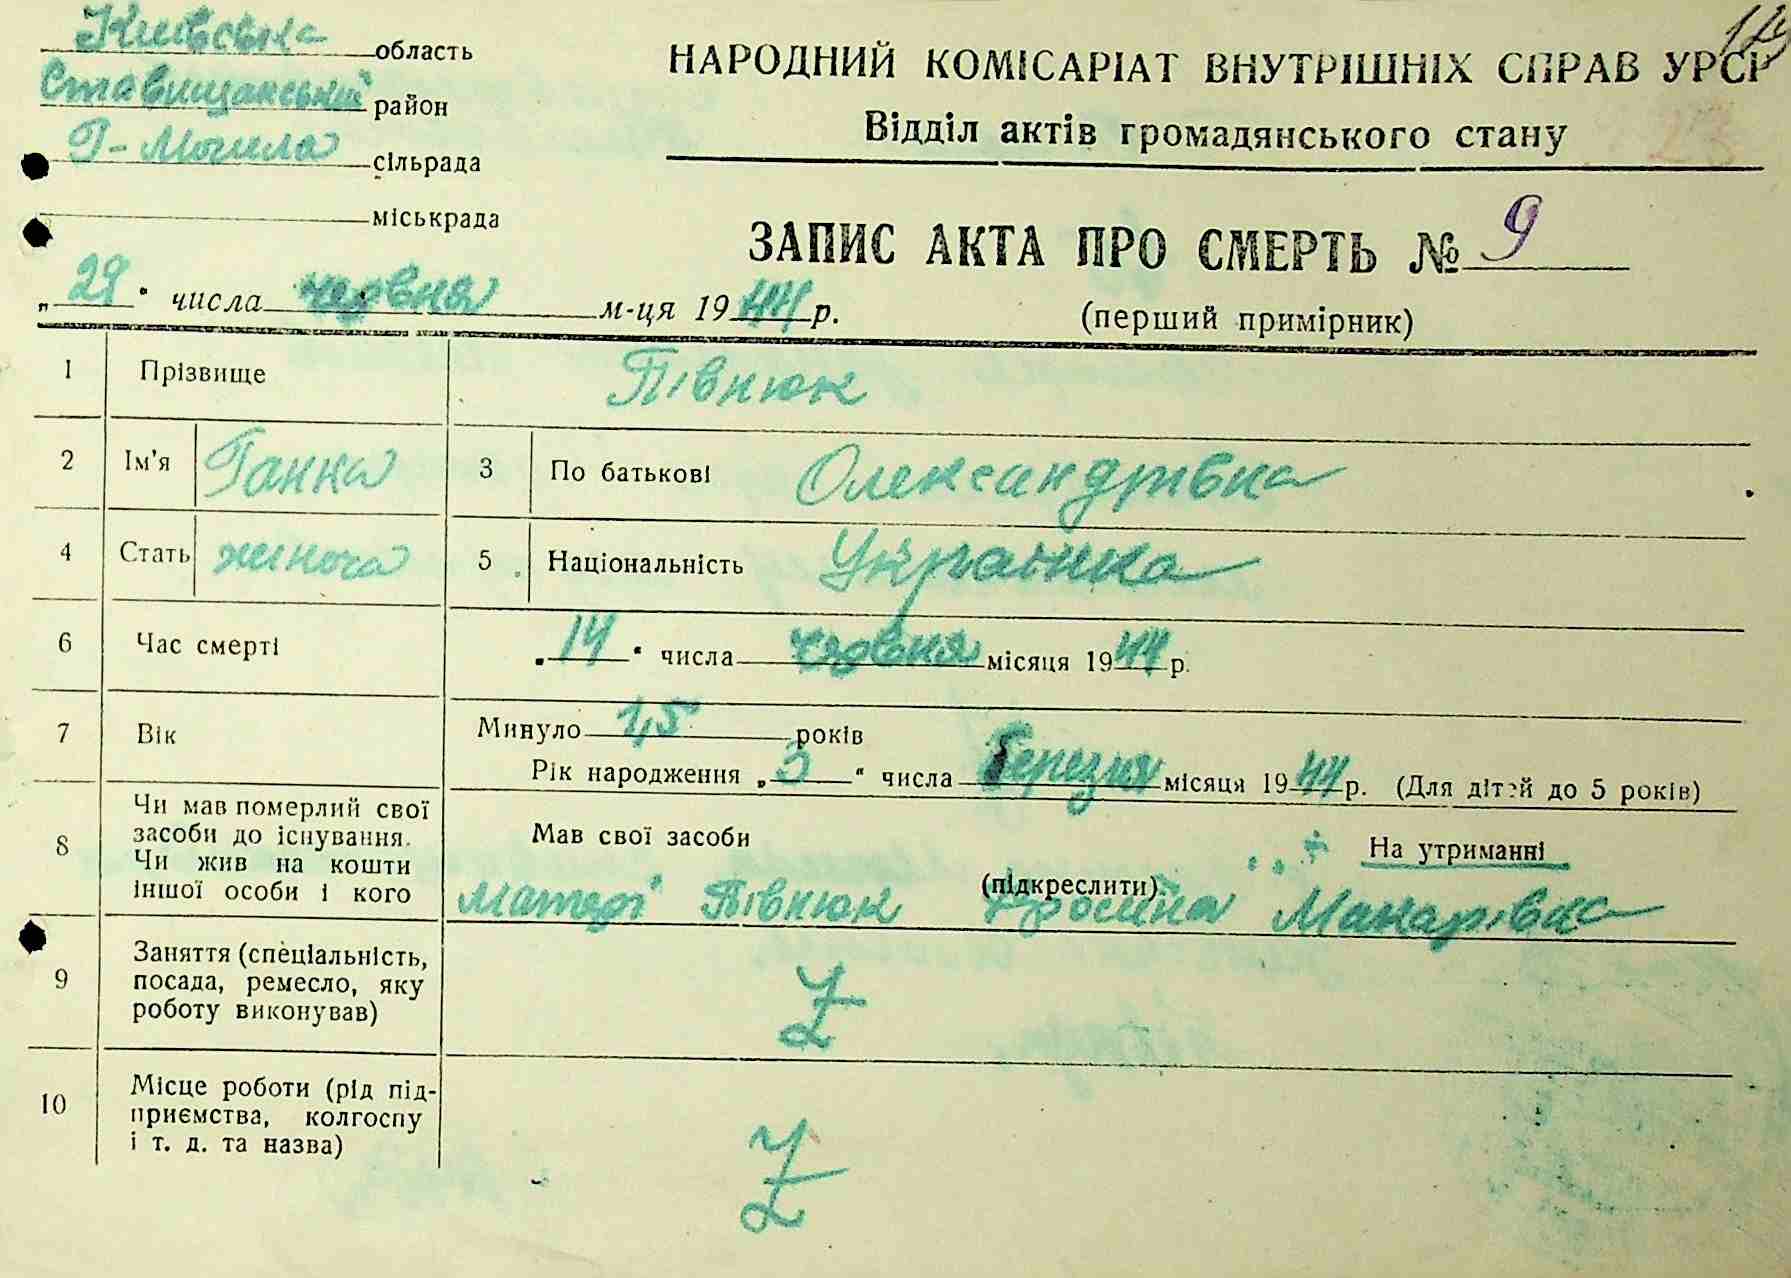 Київська область
Ставищанський район
Г-Могила сільрада
міськрада
НАРОДНИЙ КОМІСАРІАТ ВНУТРІШНІХ СПРАВ УРСР
Відділ актів громадянського стану
23
ЗАПИС АКТА ПРО СМЕРТЬ № 9
„29“ числа червня м-ця 1944 р.
(перший примірник)
1 Прізвище Півнюк
2 Ім'я Ганна 3 По батькові Олександрівна
4 Стать жіноча 5 Національність Українка
6 Час смерті „14“ числа червня місяця 1944 р.
7 Вік Минуло 1,5 років
Рік народження „3“ числа березня місяця 1944 р. (Для дітей до 5 років)
8 Чи мав померлий свої засоби до існування. Чи жив на кошти іншої особи і кого
Мав свої засоби На утриманні
(підкреслити)
Матері Півнюк Макарівна
9 Заняття (спеціальність, посада, ремесло, яку роботу виконував) Z
10 Місце роботи (рід підприємства, колгоспу і т. д. та назва) Z